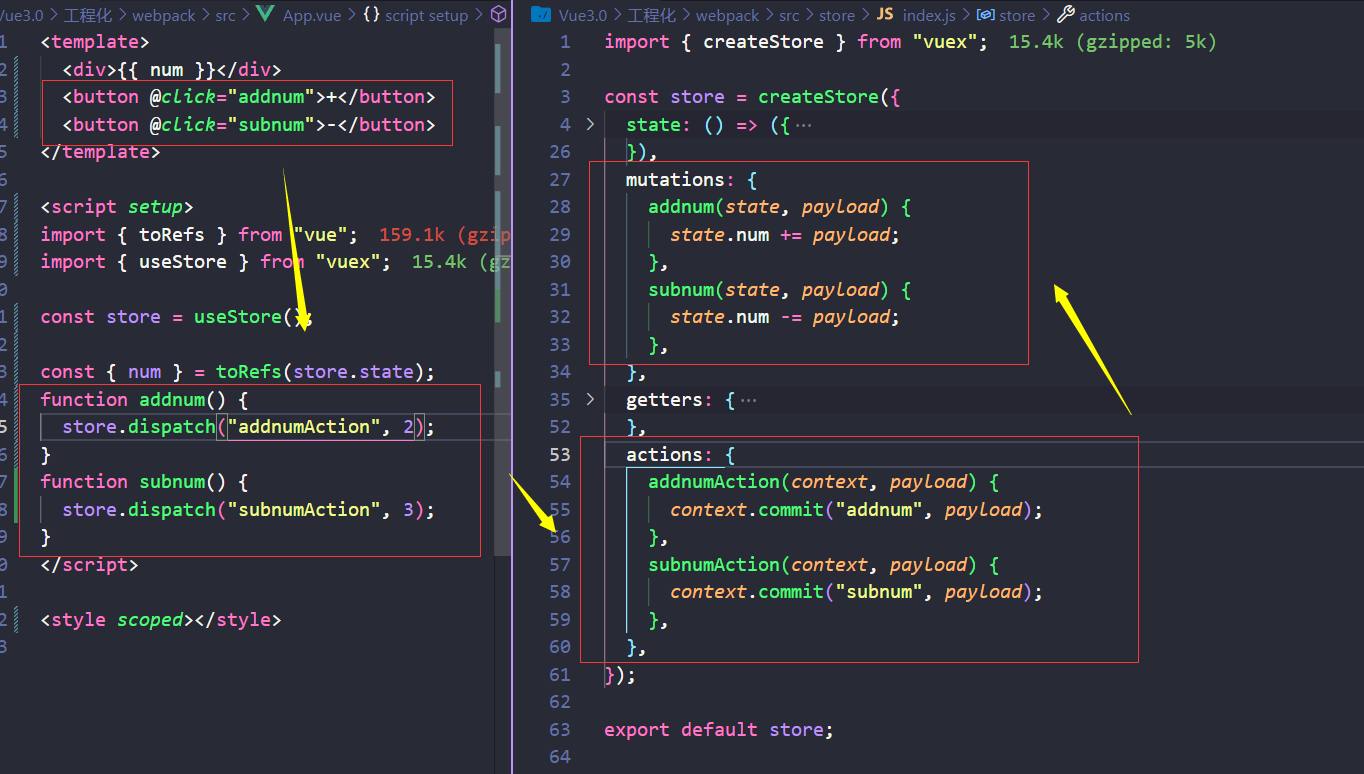 Vue3.0 > 工程化 > webpack > src > App.vue > {} script setup >
1 <template>
2 <div>{{ num }}</div>
3 <button @click="addnum">+</button>
4 <button @click="subnum">-</button>
5 </template>
6
7 <script setup>
8 import { toRefs } from "vue"; 159.1k (gzip
9 import { useStore } from "vuex"; 15.4k (gz
0
1 const store = useStore();
2
3 const { num } = toRefs(store.state);
4 function addnum() {
5 store.dispatch("addnumAction", 2);
6 }
7 function subnum() {
8 store.dispatch("subnumAction", 3);
9 }
0 </script>
1
2 <style scoped></style>
3
Vue3.0 > 工程化 > webpack > src > store > JS index.js > store > actions
1 import { createStore } from "vuex"; 15.4k (gzipped: 5k)
2
3 const store = createStore({
4 > state: () => ({ ...
26 }),
27 mutations: {
28 addnum(state, payload) {
29 state.num += payload;
30 },
31 subnum(state, payload) {
32 state.num -= payload;
33 },
34 },
35 > getters: { ...
52 },
53 actions: {
54 addnumAction(context, payload) {
55 context.commit("addnum", payload);
56 },
57 subnumAction(context, payload) {
58 context.commit("subnum", payload);
59 },
60 },
61 });
62
63 export default store;
64